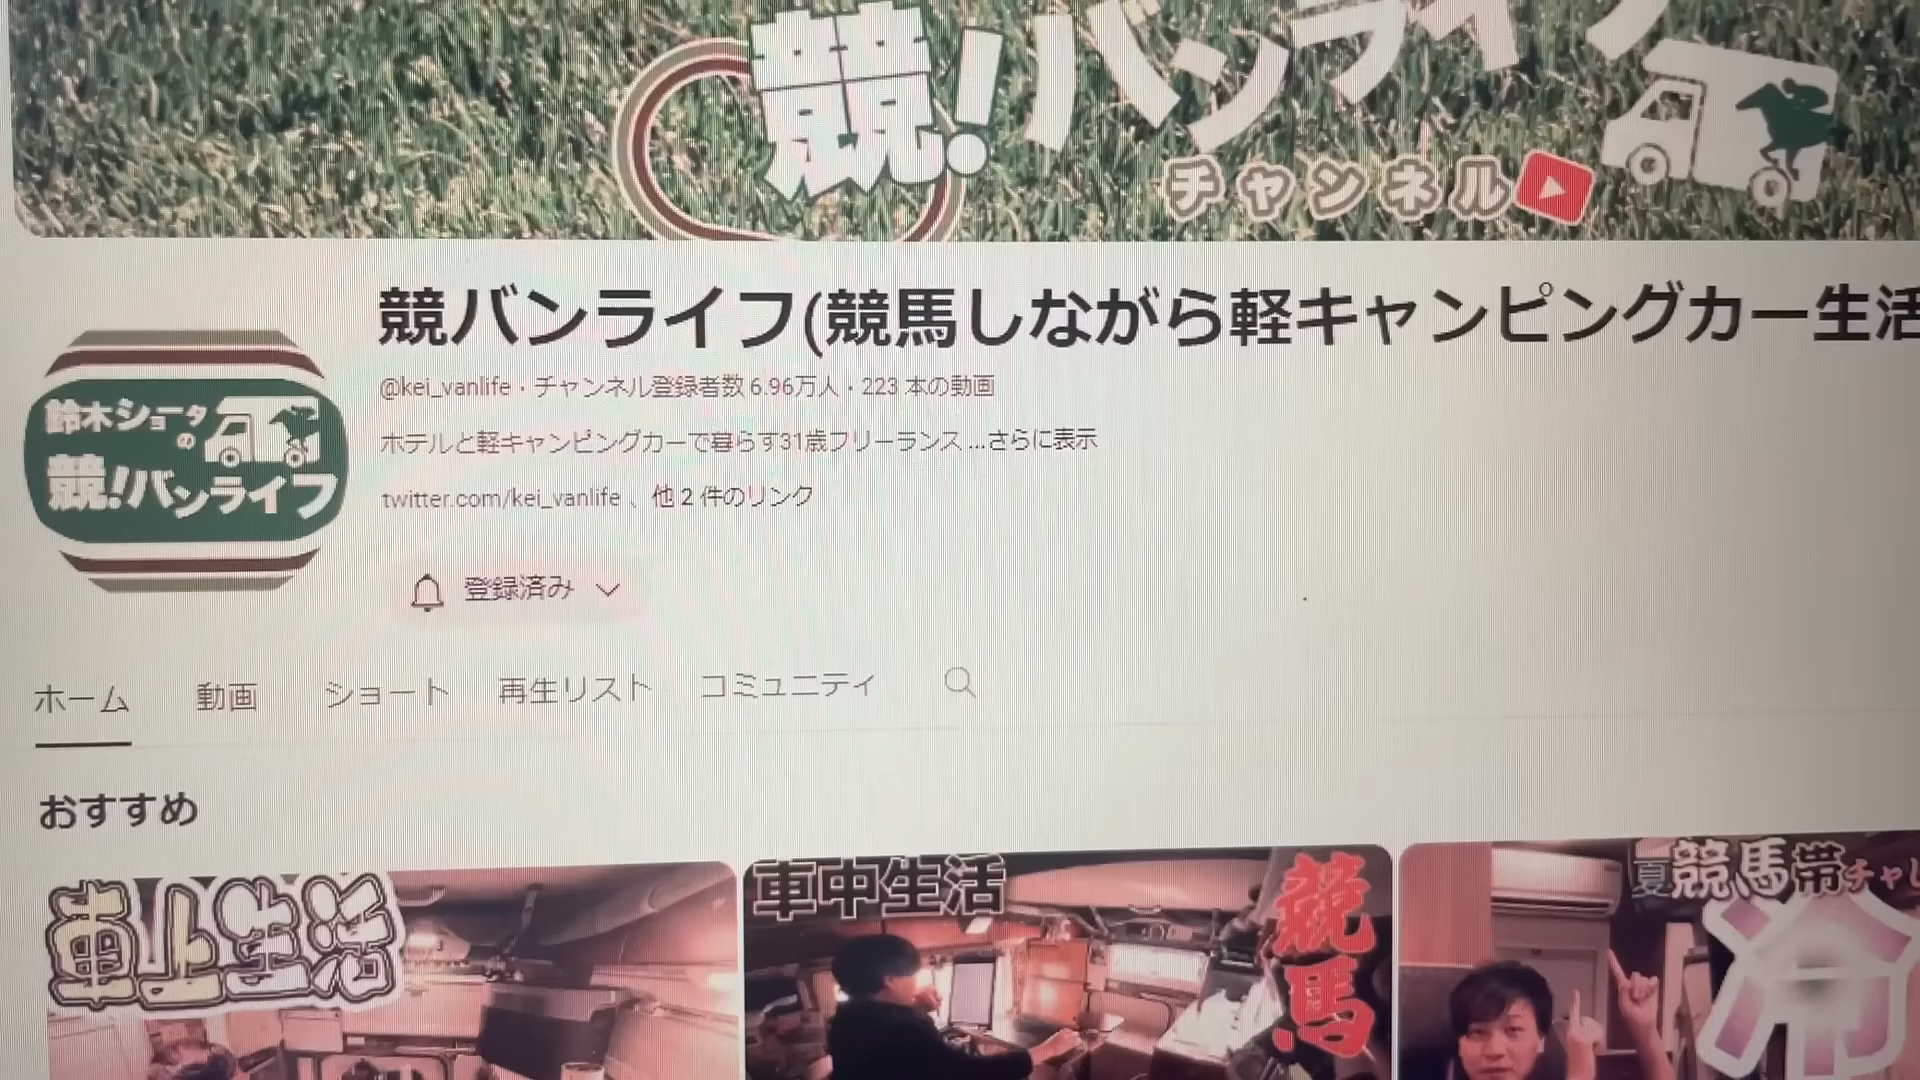 競!バンライフ
チャンネル
競バンライフ(競馬しながら軽キャンピングカー生活
@kei_vanlife・チャンネル登録者数 6.96万人・223 本の動画
ホテルと軽キャンピングカーで暮らす31歳フリーランス ...さらに表示
twitter.com/kei_vanlife 、他 2 件のリンク
鈴木ショータ
の
競!バンライフ
登録済み
ホーム 動画 ショート 再生リスト コミュニティ
おすすめ
車上生活
車中生活
競馬
夏競馬帯チャレ
冷